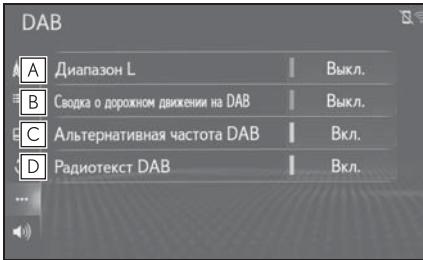 DAB
A Диапазон L Выкл.
B Сводка о дорожном движении на DAB Выкл.
C Альтернативная частота DAB Вкл.
D Радиотекст DAB Вкл.